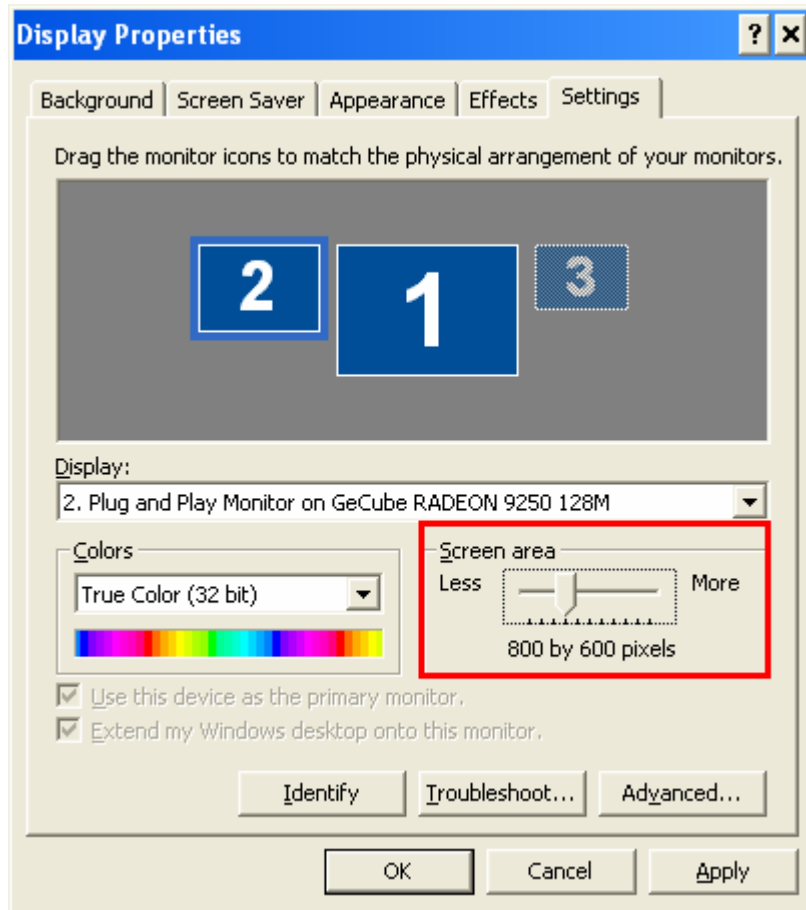 Display Properties
Background Screen Saver Appearance Effects Settings
Drag the monitor icons to match the physical arrangement of your monitors.
2 1 3
Display:
2. Plug and Play Monitor on GeCube RADEON 9250 128M
Colors
True Color (32 bit)
Screen area
Less More
800 by 600 pixels
Use this device as the primary monitor.
Extend my Windows desktop onto this monitor.
Identify Troubleshoot... Advanced...
OK Cancel Apply